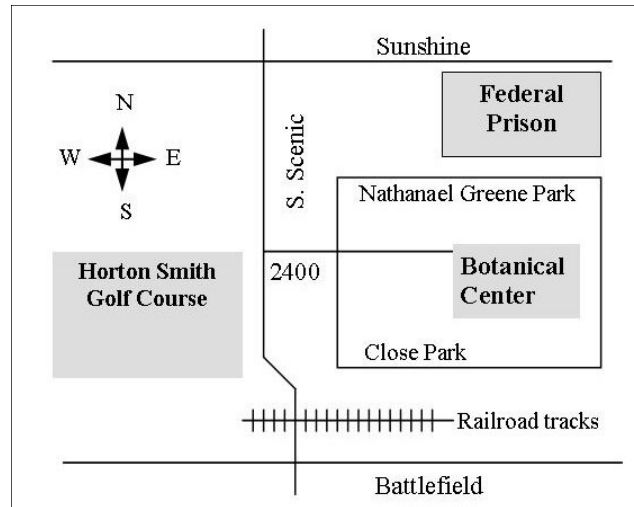 Sunshine
Federal
Prison
N
W
E
S
S. Scenic
Nathanael Greene Park
Horton Smith
Golf Course
2400
Botanical
Center
Close Park
Railroad tracks
Battlefield